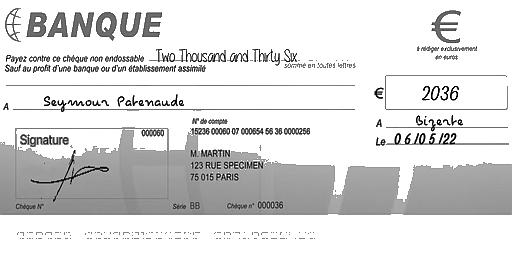 BANQUE
€
à rédiger exclusivement
en euros
Payez contre ce chèque non endossable Two Thousand and Thirty Six
Sauf au profit d'une banque ou d'un établissement assimilé
somme en toutes lettres
€ 2036
A Seymour Patenaude
A Bizerte
Le 06/05/22
Signature
000060
N° de compte
15236 00060 07 000654 56 36 0000256
M. MARTIN
123 RUE SPECIMEN
75 015 PARIS
Chèque N°
Série BB
Chèque n° 000036